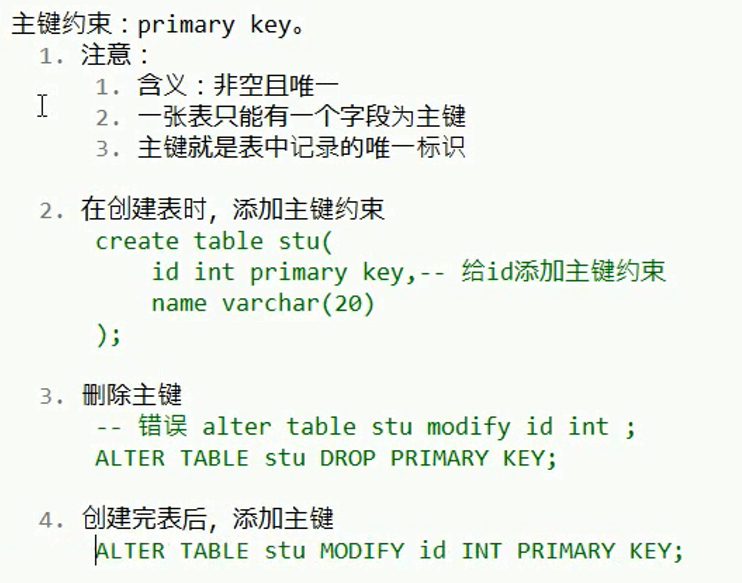 主键约束：primary key。
1. 注意：
1. 含义：非空且唯一
2. 一张表只能有一个字段为主键
3. 主键就是表中记录的唯一标识
2. 在创建表时，添加主键约束
create table stu(
id int primary key,-- 给id添加主键约束
name varchar(20)
);
3. 删除主键
-- 错误 alter table stu modify id int ;
ALTER TABLE stu DROP PRIMARY KEY;
4. 创建完表后，添加主键
ALTER TABLE stu MODIFY id INT PRIMARY KEY;